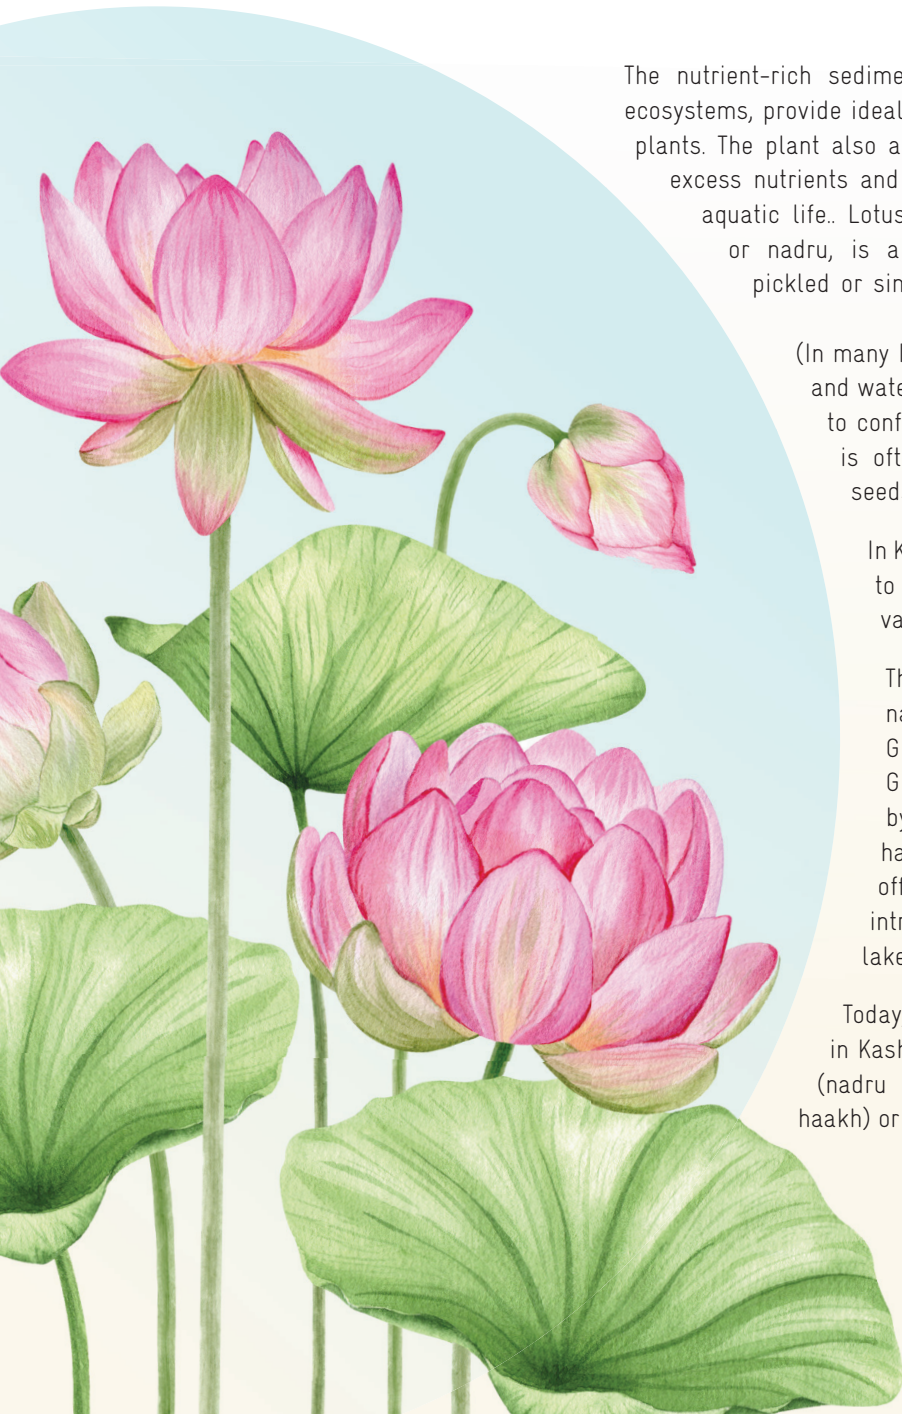 The nutrient-rich sedime
ecosystems, provide ideal
plants. The plant also a
excess nutrients and
aquatic life.. Lotus
or nadru, is a
pickled or sin
(In many
and wate
to conf
is oft
seed
In K
to
va
Th
na
G
G
by
ha
off
intr
lake
Today,
in Kash
(nadru
haakh) or